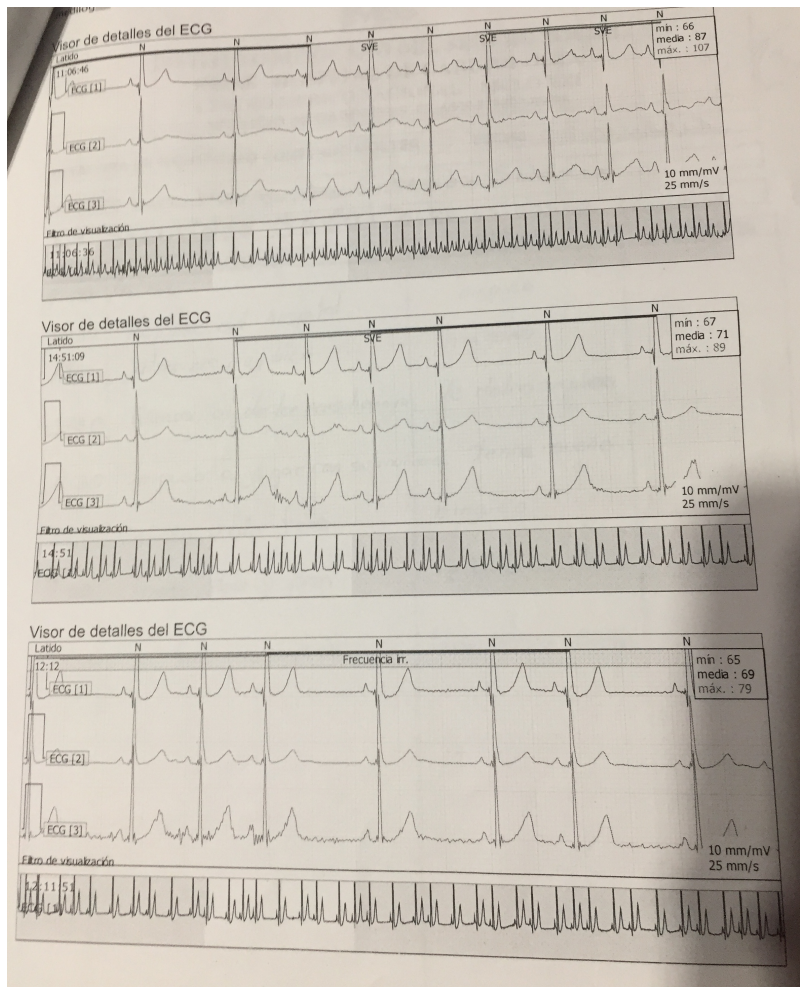 Visor de detalles del ECG
Latido
N N N N N N N N N
SVE SVE SVE
mín : 66
media : 87
máx. : 107
11:06:46
ECG [1]
ECG [2]
ECG [3]
10 mm/mV
25 mm/s
Filtro de visualización
11:06:36
Visor de detalles del ECG
Latido
N N N N N N N
SVE
mín : 67
media : 71
máx. : 89
14:51:09
ECG [1]
ECG [2]
ECG [3]
10 mm/mV
25 mm/s
Filtro de visualización
14:51
Visor de detalles del ECG
Latido
N N N N N N N
Frecuencia irr.
mín : 65
media : 69
máx. : 79
12:12
ECG [1]
ECG [2]
ECG [3]
10 mm/mV
25 mm/s
Filtro de visualización
12:11:51